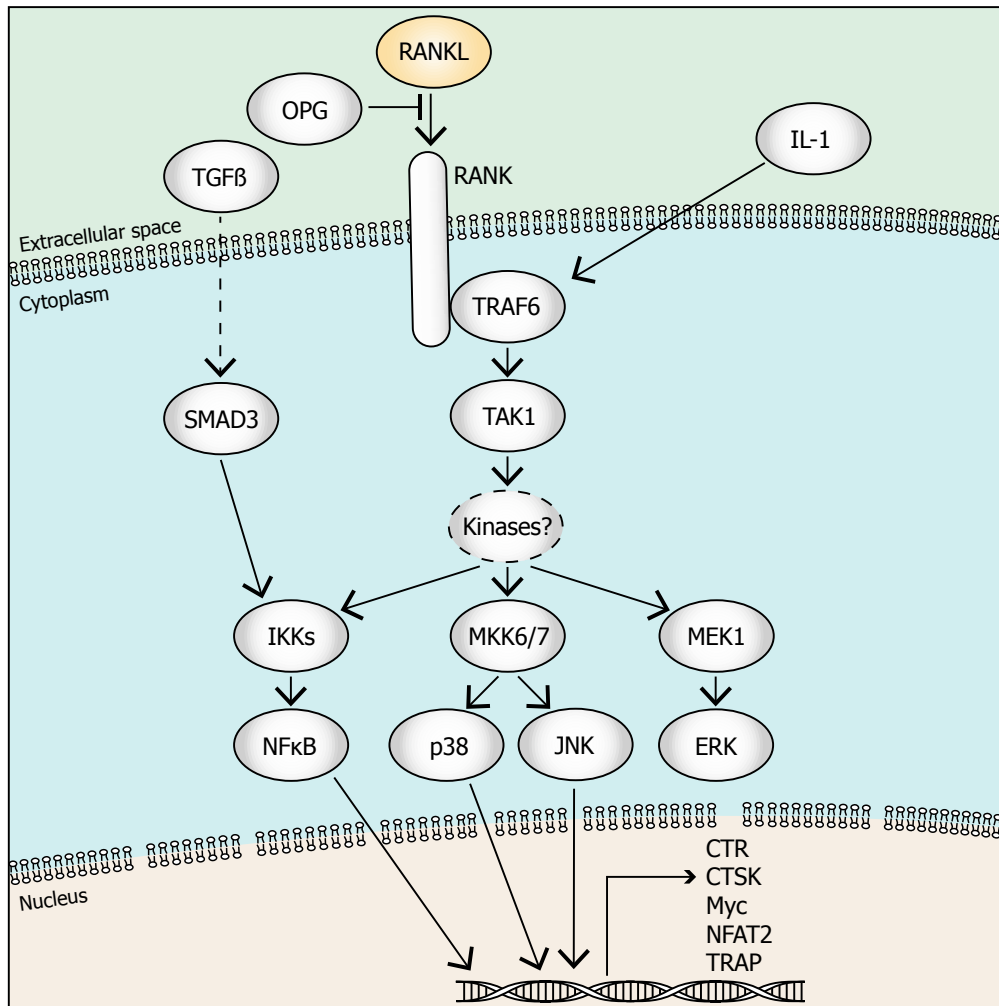 RANKL
OPG
IL-1
TGFß
RANK
Extracellular space
Cytoplasm
TRAF6
SMAD3
TAK1
Kinases?
IKKs
MKK6/7
MEK1
NFκB
p38
JNK
ERK
CTR
CTSK
Myc
NFAT2
TRAP
Nucleus